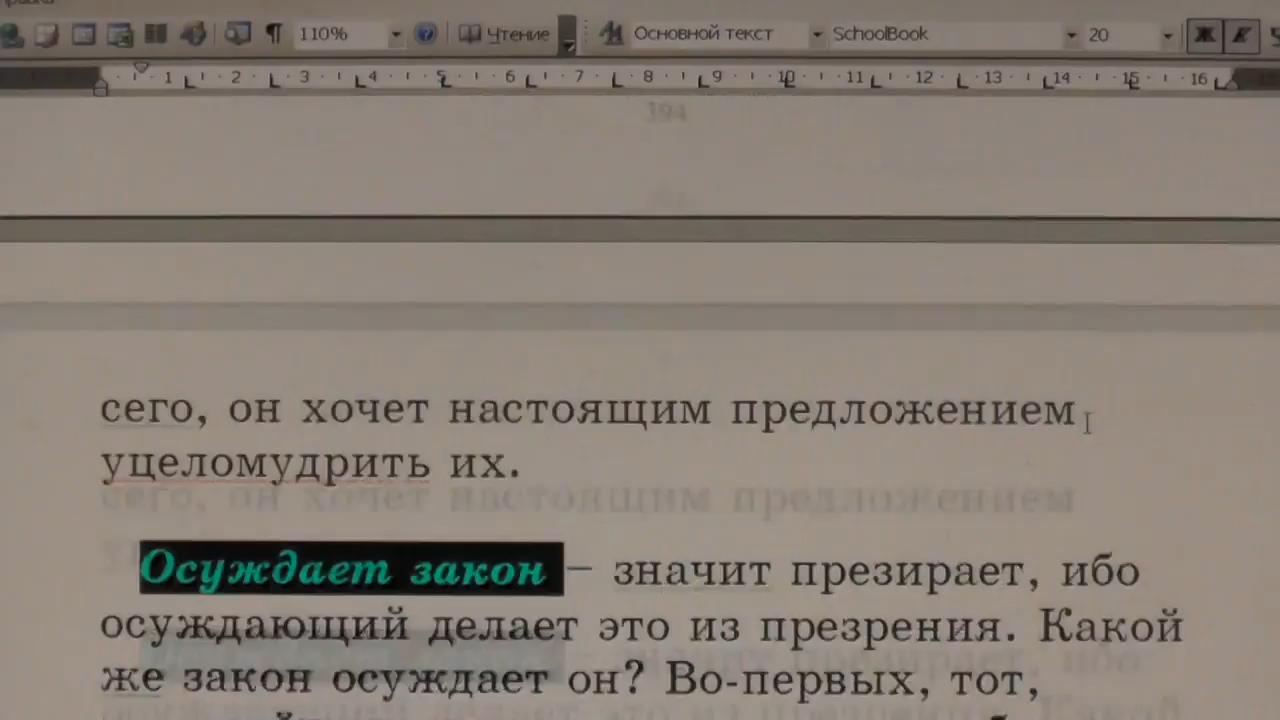 110%
Чтение
Основной текст
SchoolBook
20
Ж К
1 2 3 4 5 6 7 8 9 10 11 12 13 14 15 16
394
сего, он хочет настоящим предложением
уцеломудрить их.
Осуждает закон – значит презирает, ибо
осуждающий делает это из презрения. Какой
же закон осуждает он? Во-первых, тот,